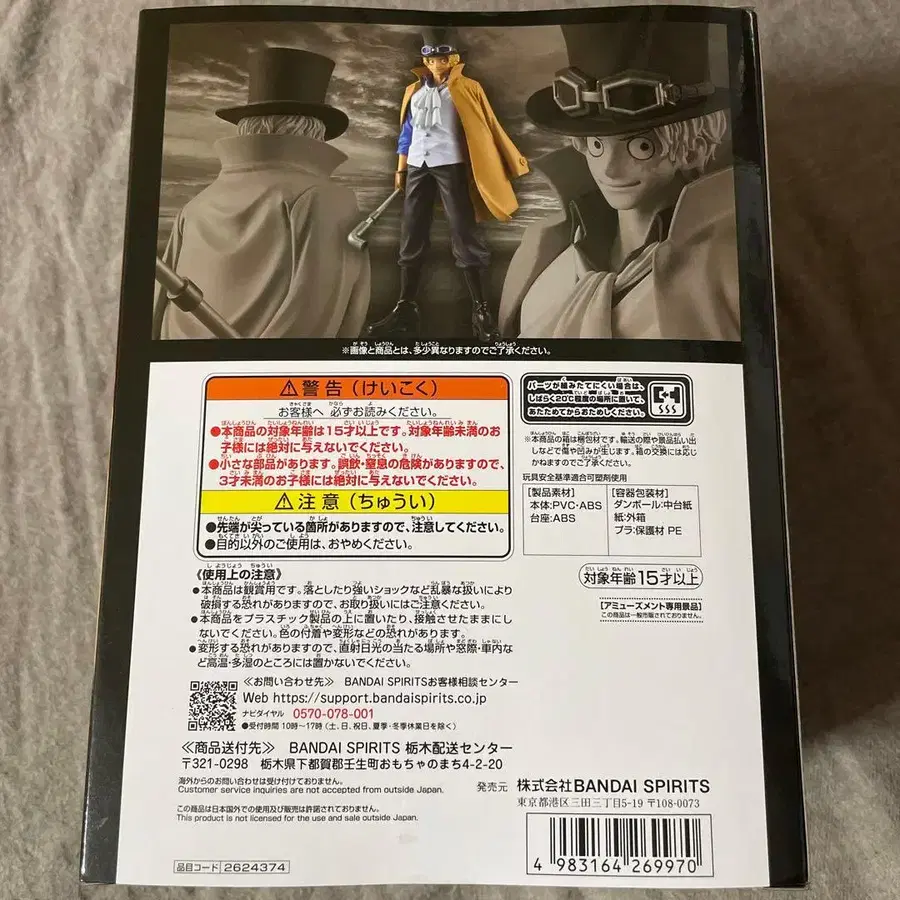 ※画像と商品とは、多少異なりますのでご了承ください。
⚠警告(けいこく)
お客様へ 必ずお読みください。
●本商品の対象年齢は15才以上です。対象年齢未満のお
子様には絶対に与えないでください。
●小さな部品があります。誤飲・窒息の危険がありますので、
3才未満のお子様には絶対に与えないでください。
⚠注意(ちゅうい)
●先端が尖っている箇所がありますので、注意してください。
●目的以外のご使用は、おやめください。
《使用上の注意》
●本商品は観賞用です。落としたり強いショックなど乱暴な扱いにより
破損する恐れがありますので、お取り扱いにはご注意ください。
●本商品をプラスチック製品の上に置いたり、接触させたままにし
ないでください。色の付着や変形などの恐れがあります。
●変形する恐れがありますので、直射日光の当たる場所や窓際・車内な
ど高温・多湿のところには置かないでください。
≪お問い合わせ先≫ BANDAI SPIRITSお客様相談センター
Web https://support.bandaispirits.co.jp
ナビダイヤル 0570-078-001
●受付時間 10時〜17時(土、日、祝日、夏季・冬季休業日を除く)
≪商品送付先≫ BANDAI SPIRITS 栃木配送センター
〒321-0298 栃木県下都賀郡壬生町おもちゃのまち4-2-20
海外からのお問い合わせは受け付けておりません。
Customer service inquiries are not accepted from outside Japan.
この商品は日本国外での使用及び販売は許諾されておりません。
This product is not licensed for the use and sale outside Japan.
品目コード 2624374
パーツが組みたてにくい場合は、
しばらく20℃程度の場所に置いて、
あたためてからおためしください。
※本商品の箱は梱包材です。輸送の際や景品払い出
しなどで傷や凹みが生じます。箱の交換には応じ
かねますのでご了承ください。
玩具安全基準適合可塑剤使用
[製品素材]
本体:PVC・ABS
台座:ABS
[容器包装材]
ダンボール:中台紙
紙:外箱
プラ:保護材 PE
対象年齢15才以上
[アミューズメント専用景品]
この商品は一般市販されておりません。
発売元 株式会社BANDAI SPIRITS
東京都港区三田三丁目5-19 〒108-0073
4 983164 269970